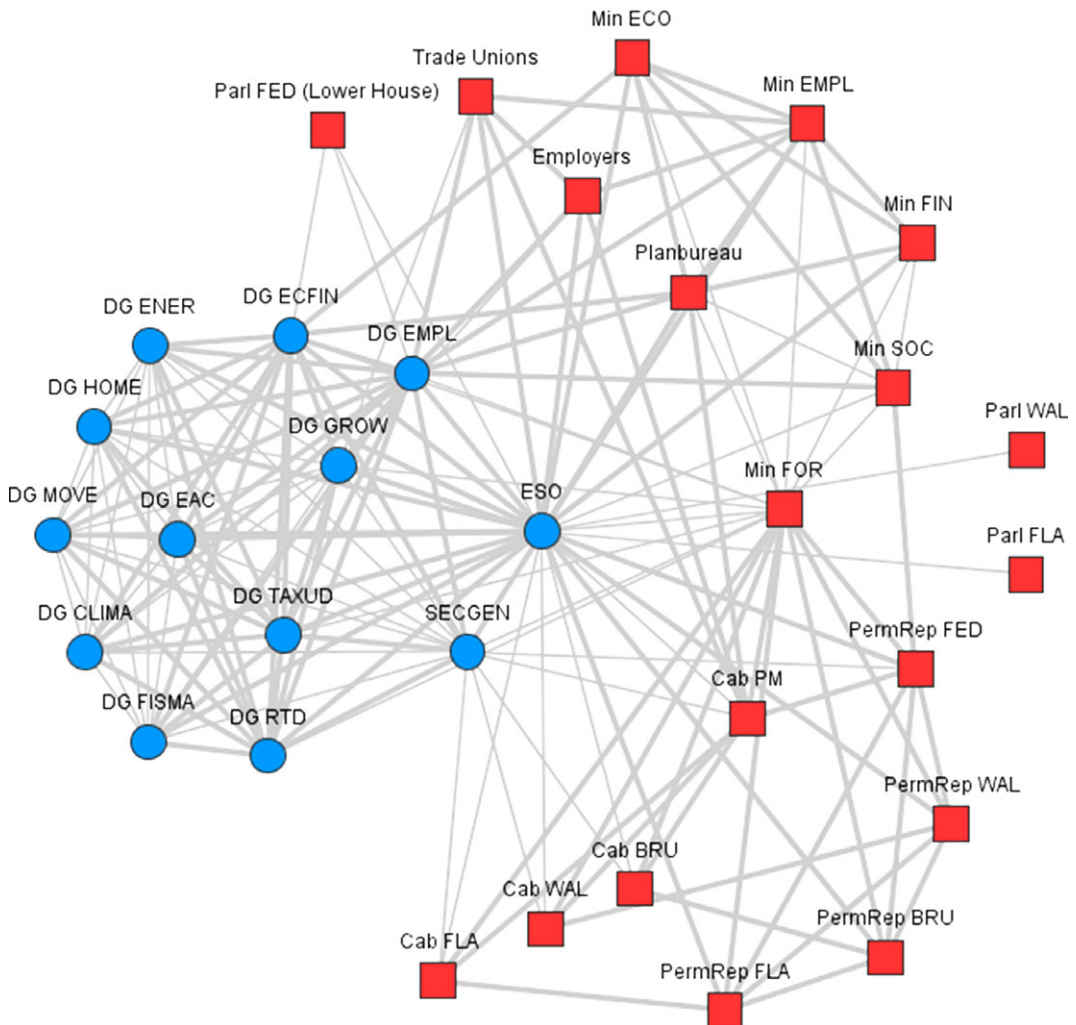 Min ECO
Trade Unions
Min EMPL
Parl FED (Lower House)
Employers
Min FIN
Planbureau
DG ECFIN
DG ENER
DG EMPL
Min SOC
DG HOME
Parl WAL
DG GROW
Min FOR
ESO
DG MOVE
DG EAC
Parl FLA
DG TAXUD
SECGEN
DG CLIMA
PermRep FED
Cab PM
DG FISMA
DG RTD
PermRep WAL
Cab BRU
Cab WAL
PermRep BRU
Cab FLA
PermRep FLA